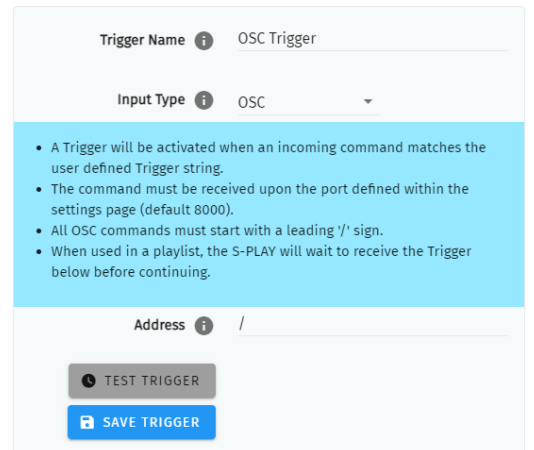 Trigger Name OSC Trigger
Input Type OSC
• A Trigger will be activated when an incoming command matches the
user defined Trigger string.
• The command must be received upon the port defined within the
settings page (default 8000).
• All OSC commands must start with a leading '/' sign.
• When used in a playlist, the S-PLAY will wait to receive the Trigger
below before continuing.
Address /
TEST TRIGGER
SAVE TRIGGER